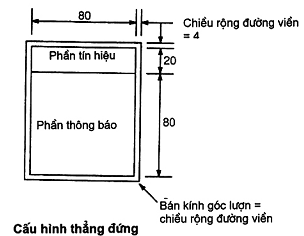 80
Chiều rộng đường viền
= 4
Phần tín hiệu
20
Phần thông báo
80
Bán kính góc lượn =
chiều rộng đường viền
Cấu hình thẳng đứng